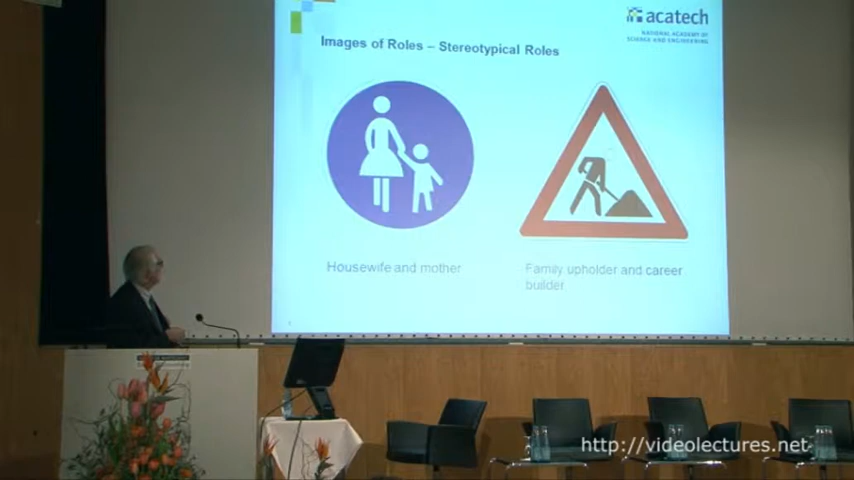 acatech
NATIONAL ACADEMY OF
SCIENCE AND ENGINEERING
Images of Roles – Stereotypical Roles
Housewife and mother
Family upholder and career
builder
http://videolectures.net